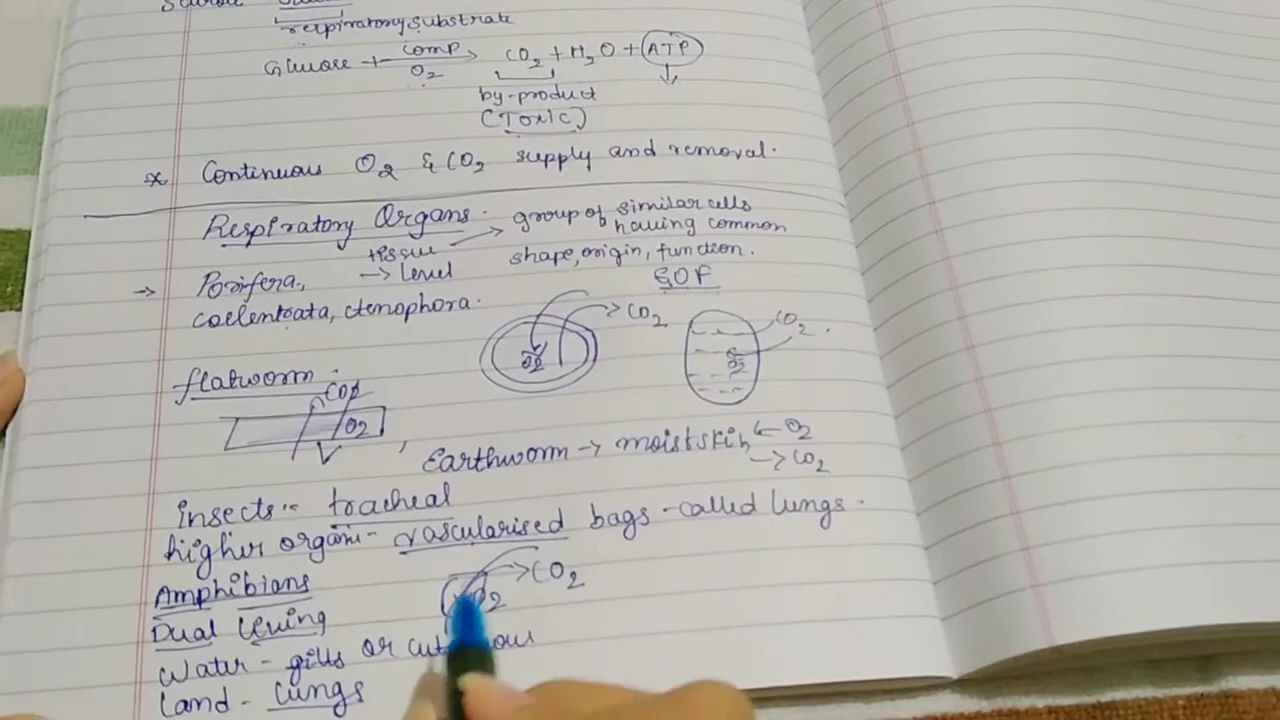 respiratory substrate
Glucose + comp O2 → CO2 + H2O + ATP
by-product
(Toxic)
* Continuous O2 & CO2 supply and removal.
Respiratory Organs.
tissue → group of similar cells
having common
shape, origin, function.
→ Porifera, → level
coelentrata, ctenophora.
SOF
CO2
O2
CO2
O2
flatworm
CO2
O2
Earthworm → moist skin ← O2
→ CO2
insects:- tracheal
higher organi- vascularised bags - called lungs.
Amphibians
→ CO2
O2
Dual living
Water - gills or
Land - lungs